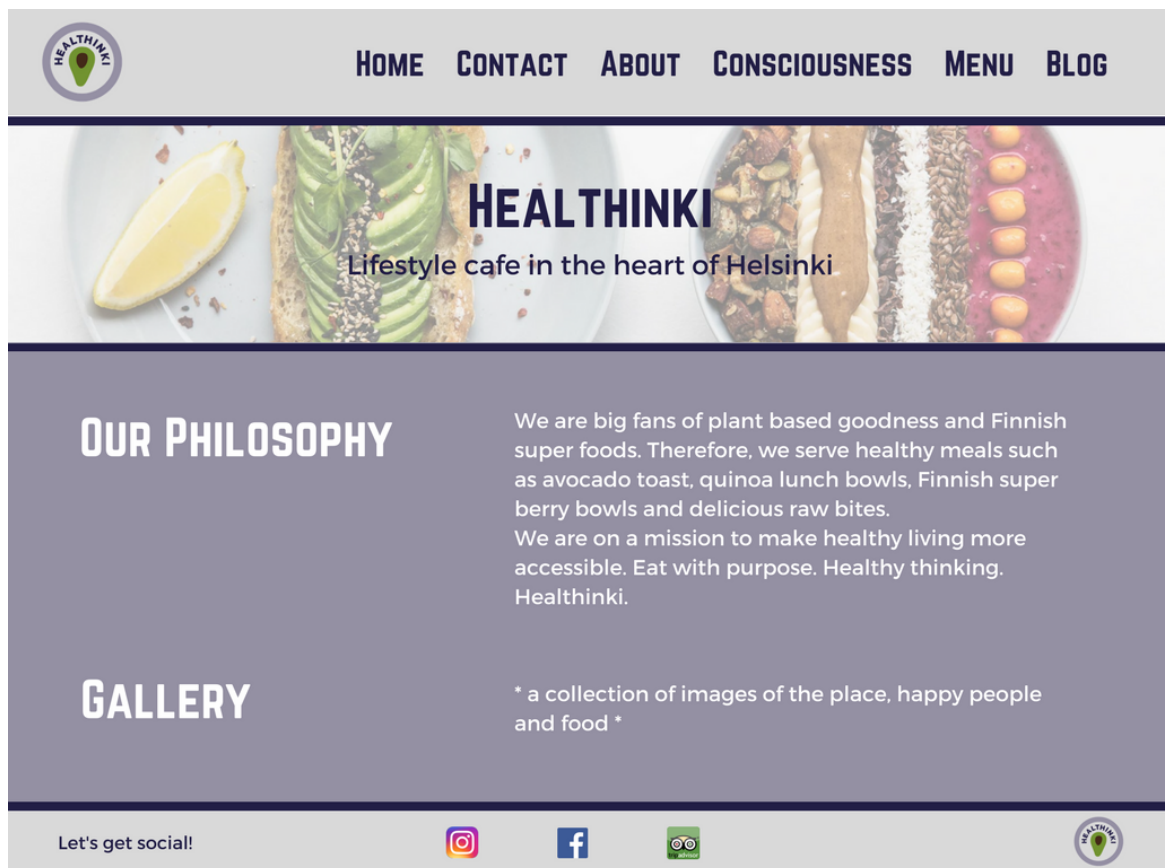 HEALTHINKI
HOME CONTACT ABOUT CONSCIOUSNESS MENU BLOG
HEALTHINKI
Lifestyle cafe in the heart of Helsinki
OUR PHILOSOPHY
We are big fans of plant based goodness and Finnish
super foods. Therefore, we serve healthy meals such
as avocado toast, quinoa lunch bowls, Finnish super
berry bowls and delicious raw bites.
We are on a mission to make healthy living more
accessible. Eat with purpose. Healthy thinking.
Healthinki.
GALLERY
* a collection of images of the place, happy people
and food *
Let's get social!
tripadvisor
HEALTHINKI